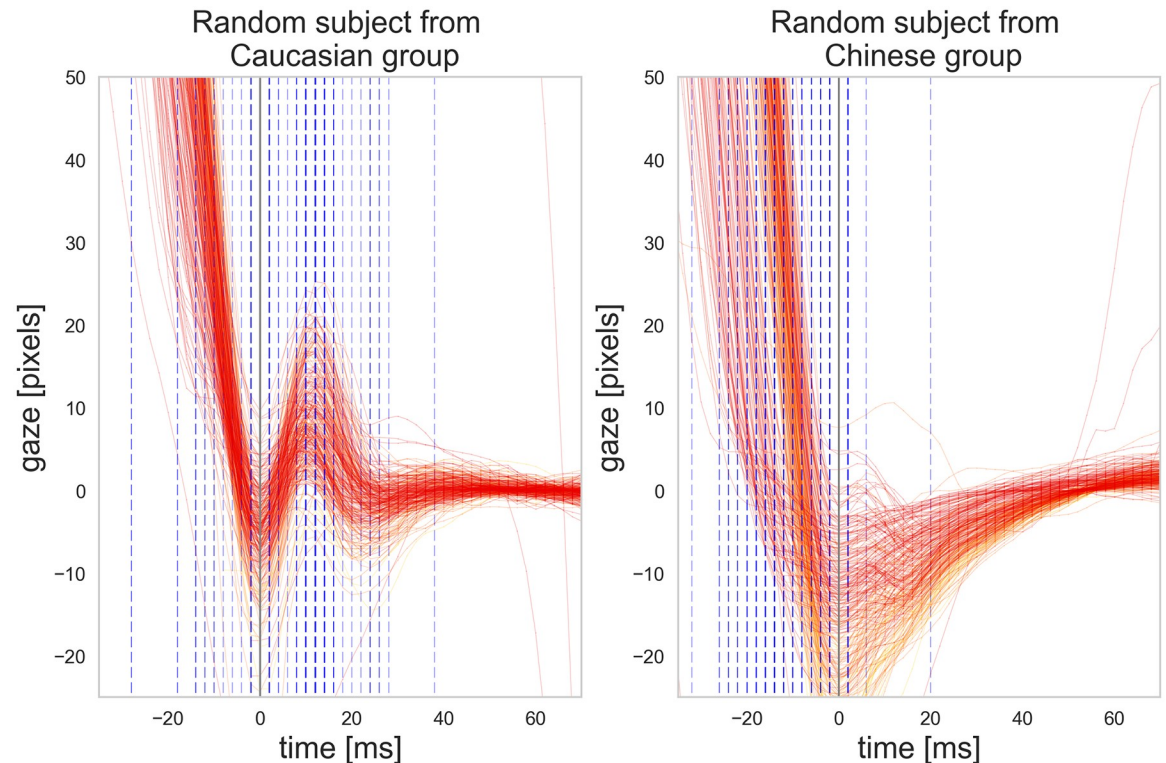 Random subject from
Caucasian group
Random subject from
Chinese group
50
40
30
20
10
0
−10
−20
gaze [pixels]
−20 0 20 40 60
time [ms]
50
40
30
20
10
0
−10
−20
gaze [pixels]
−20 0 20 40 60
time [ms]